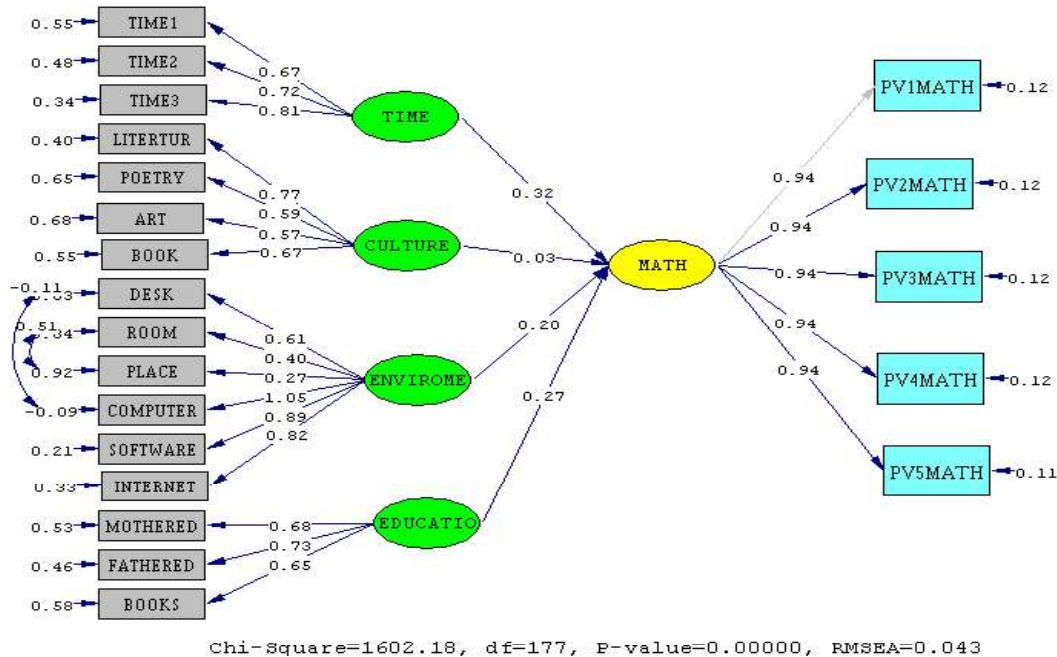 0.55 TIME1
0.48 TIME2
0.34 TIME3
0.40 LITERTUR
0.65 POETRY
0.68 ART
0.55 BOOK
-0.11 DESK
0.51 ROOM
0.92 PLACE
-0.09 COMPUTER
0.21 SOFTWARE
0.33 INTERNET
0.53 MOTHERED
0.46 FATHERED
0.58 BOOKS
0.67
0.72
0.81
TIME
0.77
0.59
0.57
0.67
CULTURE
0.61
0.40
0.27
1.05
0.89
0.82
ENVIROME
0.68
0.73
0.65
EDUCATIO
0.32
0.03
0.20
0.27
MATH
0.94
0.94
0.94
0.94
0.94
PV1MATH 0.12
PV2MATH 0.12
PV3MATH 0.12
PV4MATH 0.12
PV5MATH 0.11
Chi-Square=1602.18, df=177, P-value=0.00000, RMSEA=0.043